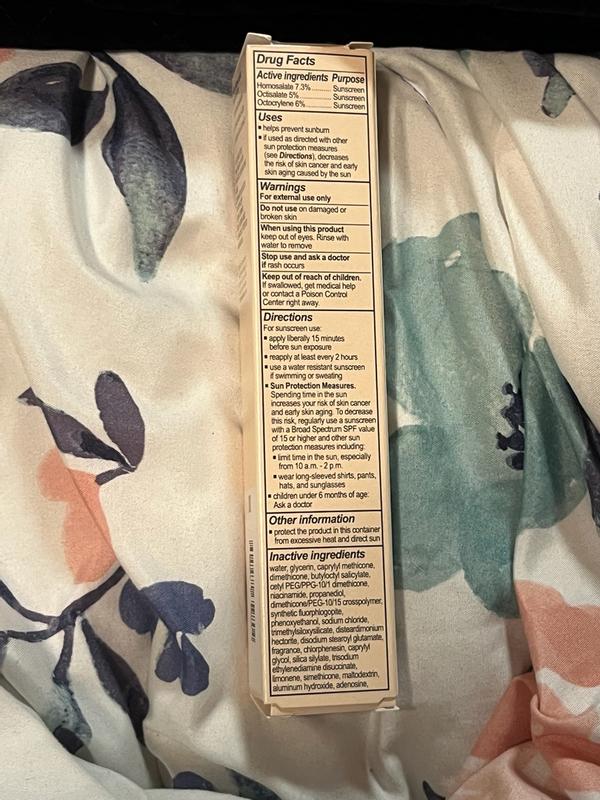 Drug Facts
Active ingredients Purpose
Homosalate 7.3%..........Sunscreen
Octisalate 5%..............Sunscreen
Octocrylene 6%...........Sunscreen
Uses
▪ helps prevent sunburn
▪ if used as directed with other
sun protection measures
(see Directions), decreases
the risk of skin cancer and early
skin aging caused by the sun
Warnings
For external use only
Do not use on damaged or
broken skin
When using this product
keep out of eyes. Rinse with
water to remove
Stop use and ask a doctor
if rash occurs
Keep out of reach of children.
If swallowed, get medical help
or contact a Poison Control
Center right away.
Directions
For sunscreen use:
▪ apply liberally 15 minutes
before sun exposure
▪ reapply at least every 2 hours
▪ use a water resistant sunscreen
if swimming or sweating
▪ Sun Protection Measures.
Spending time in the sun
increases your risk of skin cancer
and early skin aging. To decrease
this risk, regularly use a sunscreen
with a Broad Spectrum SPF value
of 15 or higher and other sun
protection measures including:
▪ limit time in the sun, especially
from 10 a.m. - 2 p.m.
▪ wear long-sleeved shirts, pants,
hats, and sunglasses
▪ children under 6 months of age:
Ask a doctor
Other information
▪ protect the product in this container
from excessive heat and direct sun
Inactive ingredients
water, glycerin, caprylyl methicone,
dimethicone, butyloctyl salicylate,
cetyl PEG/PPG-10/1 dimethicone,
niacinamide, propanediol,
dimethicone/PEG-10/15 crosspolymer,
synthetic fluorphlogopite,
phenoxyethanol, sodium chloride,
trimethylsiloxysilicate, disteardimonium
hectorite, disodium stearoyl glutamate,
fragrance, chlorphenesin, caprylyl
glycol, silica silylate, trisodium
ethylenediamine disuccinate,
limonene, simethicone, maltodextrin,
aluminum hydroxide, adenosine,